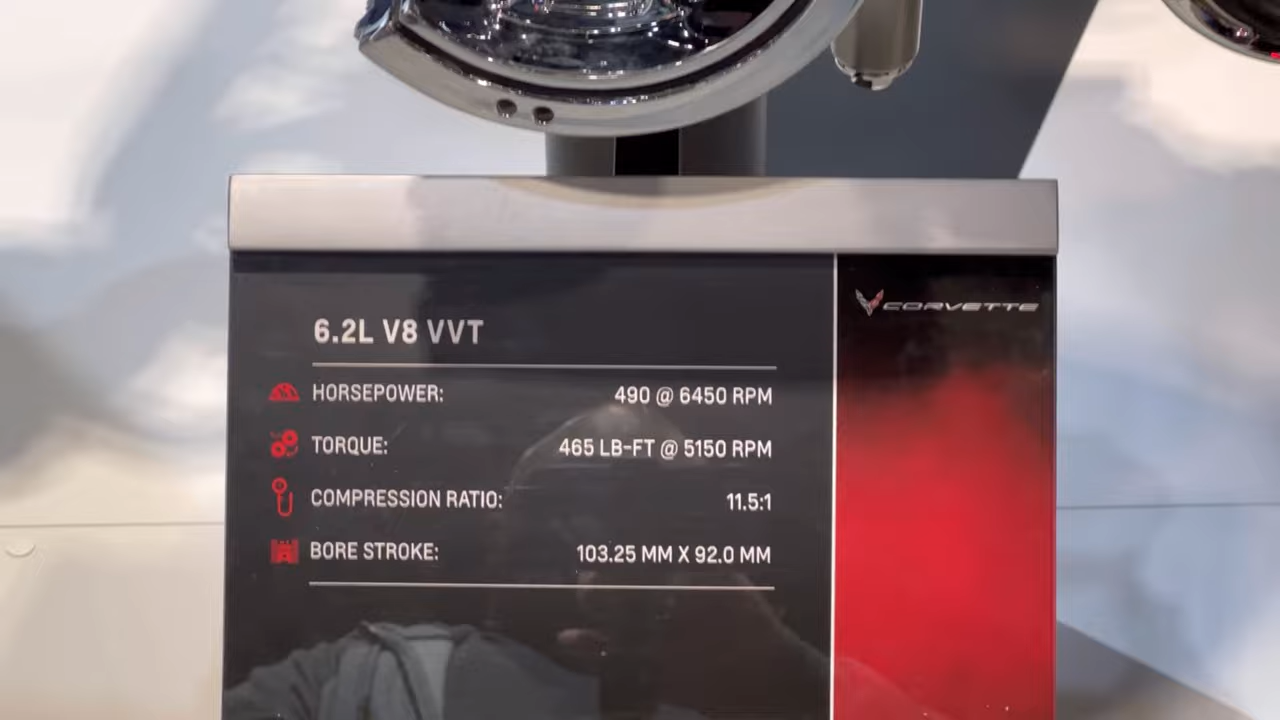 6.2L V8 VVT
CORVETTE
HORSEPOWER: 490 @ 6450 RPM
TORQUE: 465 LB-FT @ 5150 RPM
COMPRESSION RATIO: 11.5:1
BORE STROKE: 103.25 MM X 92.0 MM